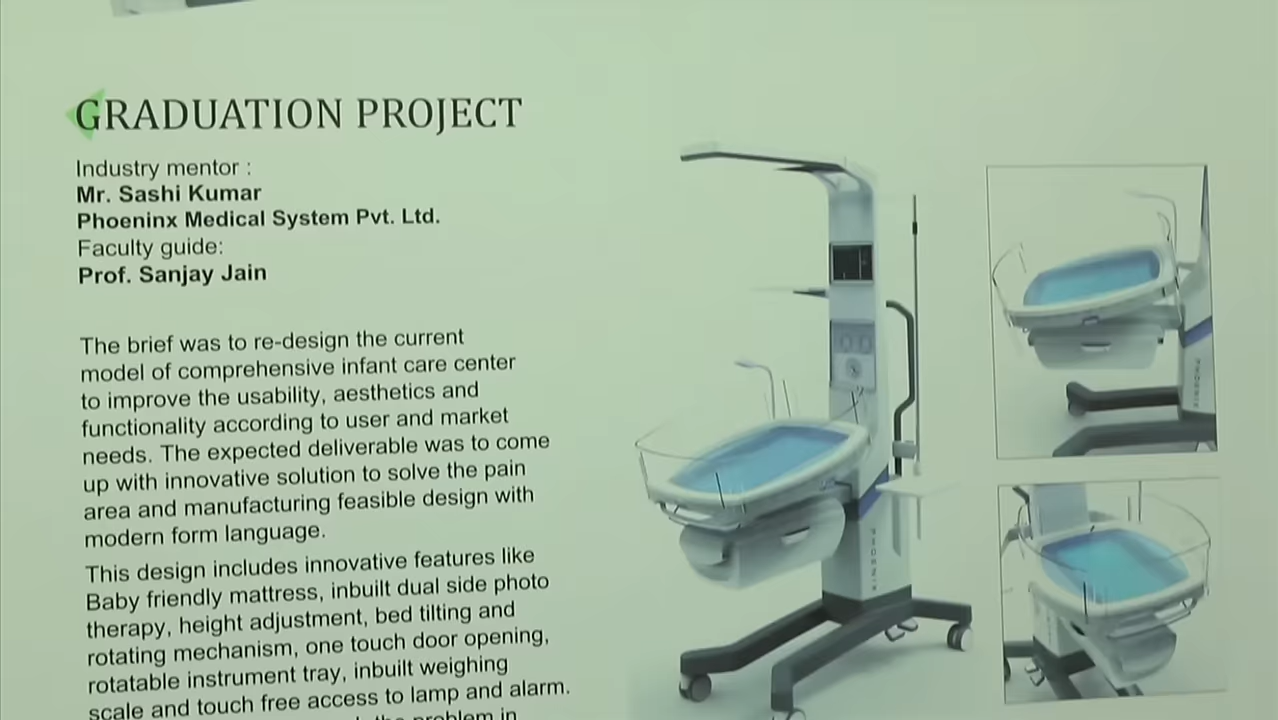 GRADUATION PROJECT
Industry mentor :
Mr. Sashi Kumar
Phoeninx Medical System Pvt. Ltd.
Faculty guide:
Prof. Sanjay Jain
The brief was to re-design the current
model of comprehensive infant care center
to improve the usability, aesthetics and
functionality according to user and market
needs. The expected deliverable was to come
up with innovative solution to solve the pain
area and manufacturing feasible design with
modern form language.
This design includes innovative features like
Baby friendly mattress, inbuilt dual side photo
therapy, height adjustment, bed tilting and
rotating mechanism, one touch door opening,
rotatable instrument tray, inbuilt weighing
scale and touch free access to lamp and alarm.
the problem in
PHOENIX
PHOENIX